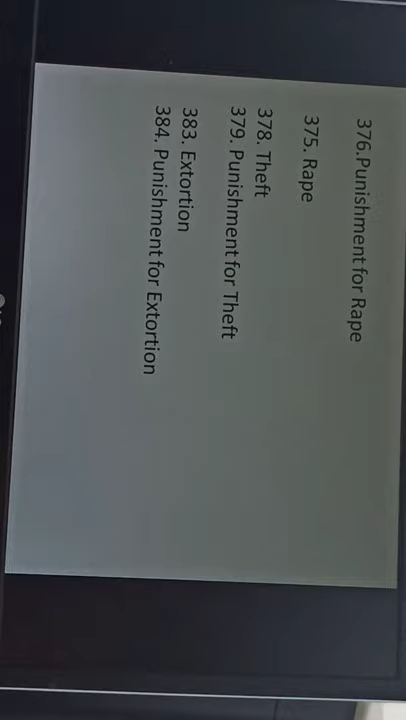 376.Punishment for Rape
375. Rape
378. Theft
379. Punishment for Theft
383. Extortion
384. Punishment for Extortion